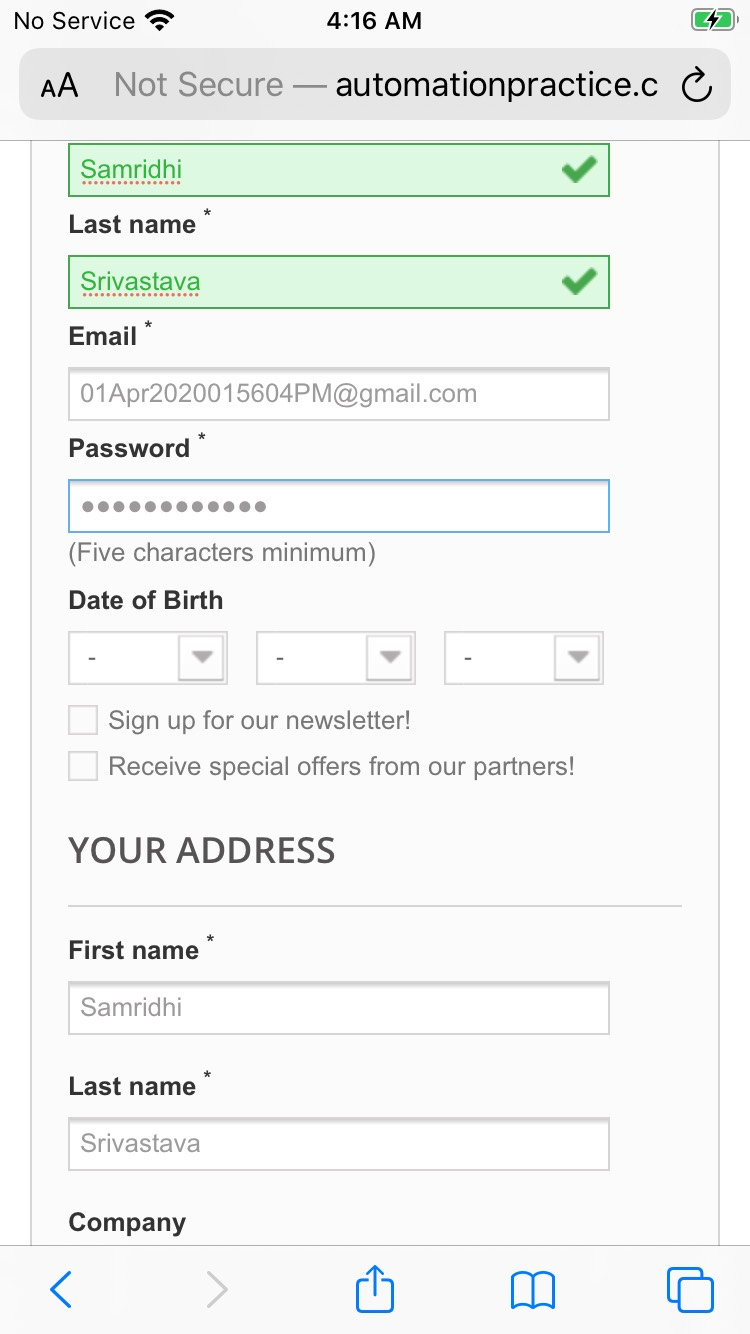 No Service 4:16 AM
AA Not Secure — automationpractice.c
Samridhi
Last name *
Srivastava
Email *
01Apr2020015604PM@gmail.com
Password *
••••••••••••
(Five characters minimum)
Date of Birth
- - -
Sign up for our newsletter!
Receive special offers from our partners!
YOUR ADDRESS
First name *
Samridhi
Last name *
Srivastava
Company